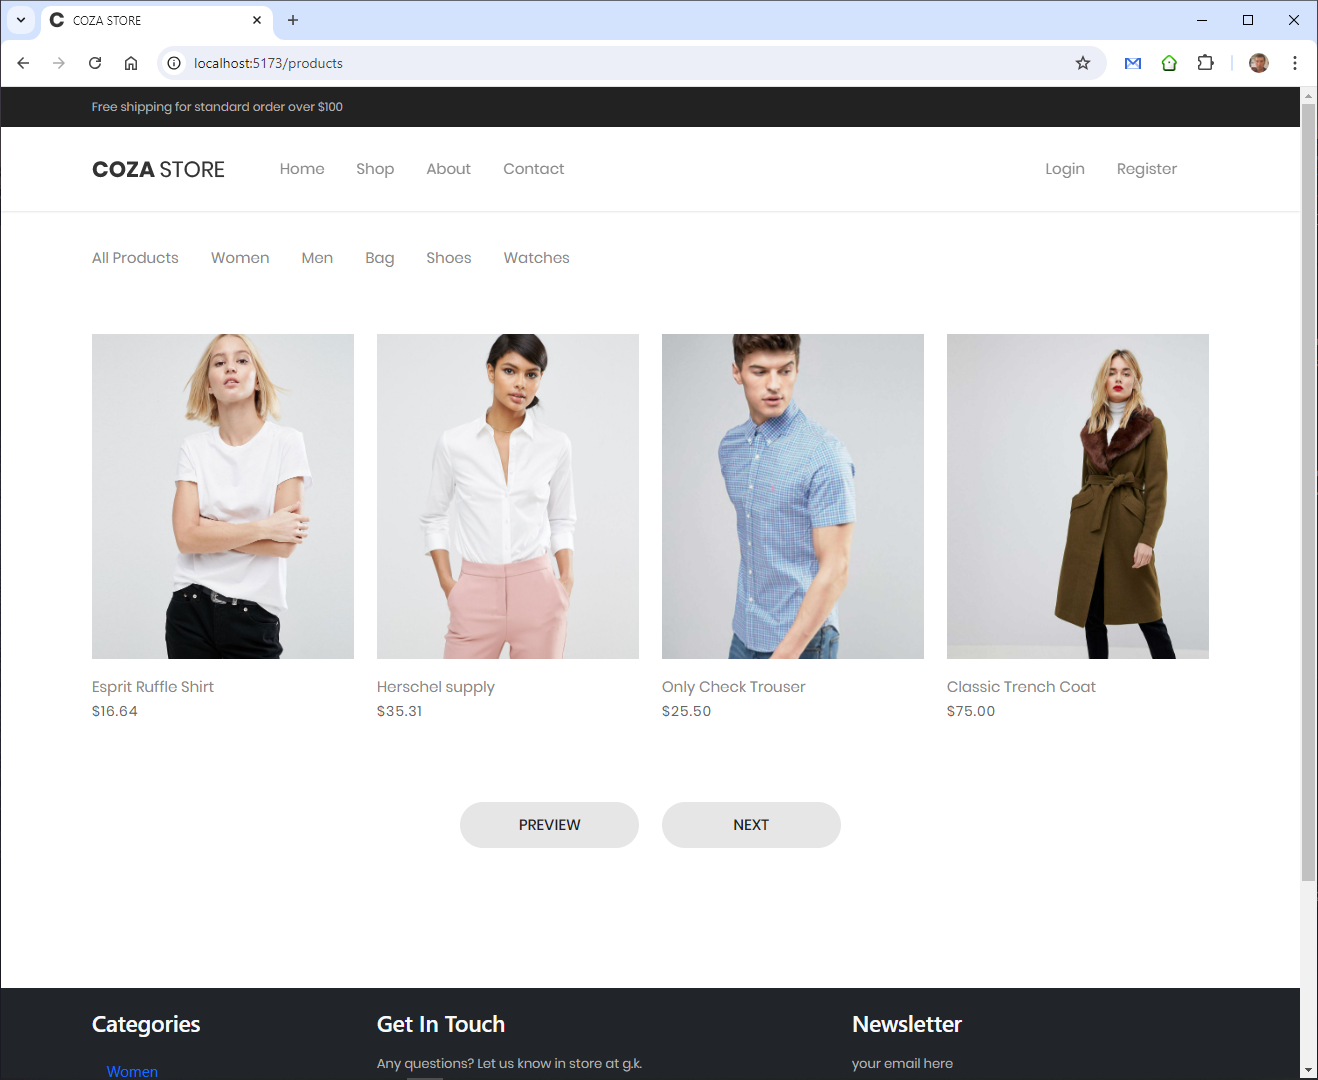 COZA STORE
localhost:5173/products
Free shipping for standard order over $100
COZA STORE Home Shop About Contact Login Register
All Products Women Men Bag Shoes Watches
Esprit Ruffle Shirt Herschel supply Only Check Trouser Classic Trench Coat
$16.64 $35.31 $25.50 $75.00
PREVIEW NEXT
Categories Get In Touch Newsletter
Any questions? Let us know in store at g.k. your email here
Women